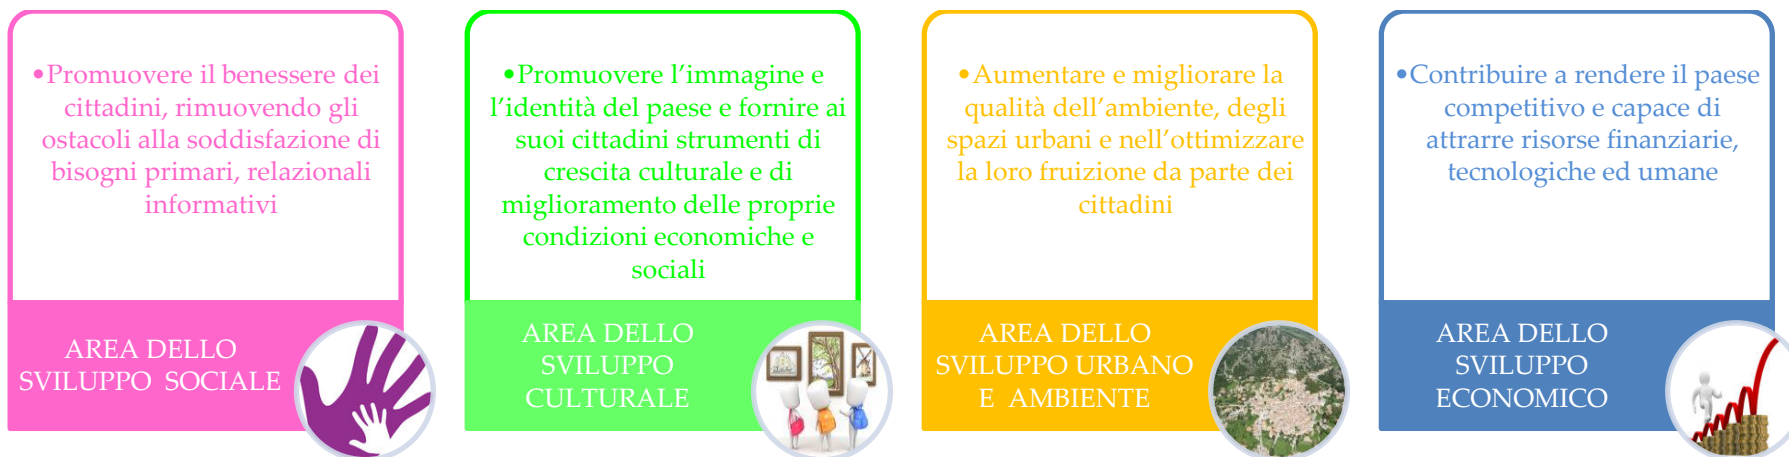 •Promuovere il benessere dei
cittadini, rimuovendo gli
ostacoli alla soddisfazione di
bisogni primari, relazionali
informativi
AREA DELLO
SVILUPPO SOCIALE
•Promuovere l’immagine e
l’identità del paese e fornire ai
suoi cittadini strumenti di
crescita culturale e di
miglioramento delle proprie
condizioni economiche e
sociali
AREA DELLO
SVILUPPO
CULTURALE
•Aumentare e migliorare la
qualità dell’ambiente, degli
spazi urbani e nell’ottimizzare
la loro fruizione da parte dei
cittadini
AREA DELLO
SVILUPPO URBANO
E AMBIENTE
•Contribuire a rendere il paese
competitivo e capace di
attrarre risorse finanziarie,
tecnologiche ed umane
AREA DELLO
SVILUPPO
ECONOMICO